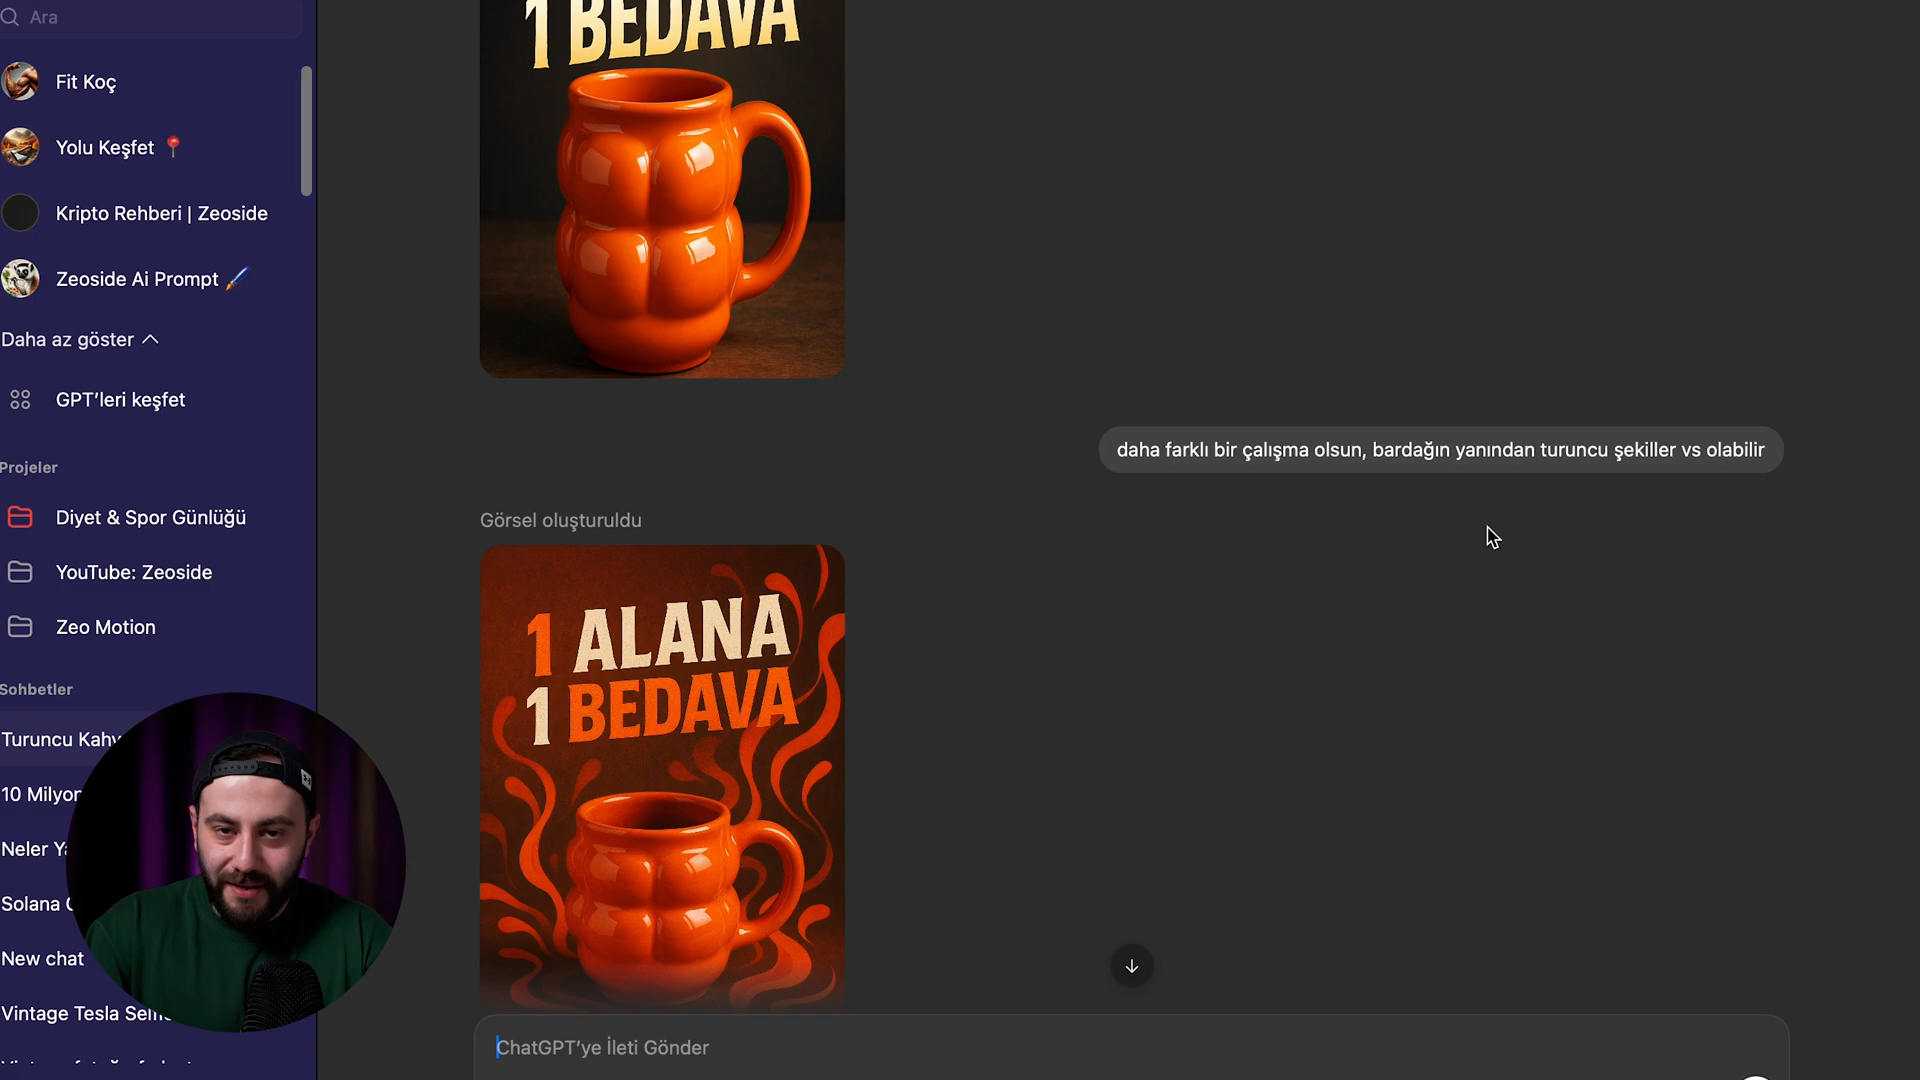 Ara
Fit Koç
Yolu Keşfet
Kripto Rehberi | Zeoside
Zeoside Ai Prompt
Daha az göster
GPT'leri keşfet
Projeler
Diyet & Spor Günlüğü
YouTube: Zeoside
Zeo Motion
Sohbetler
Turuncu
10
Neler
Solana
New chat
Vintage Tesla
1 BEDAVA
daha farklı bir çalışma olsun, bardağın yanından turuncu şekiller vs olabilir
Görsel oluşturuldu
1 ALANA
1 BEDAVA
ChatGPT'ye İleti Gönder